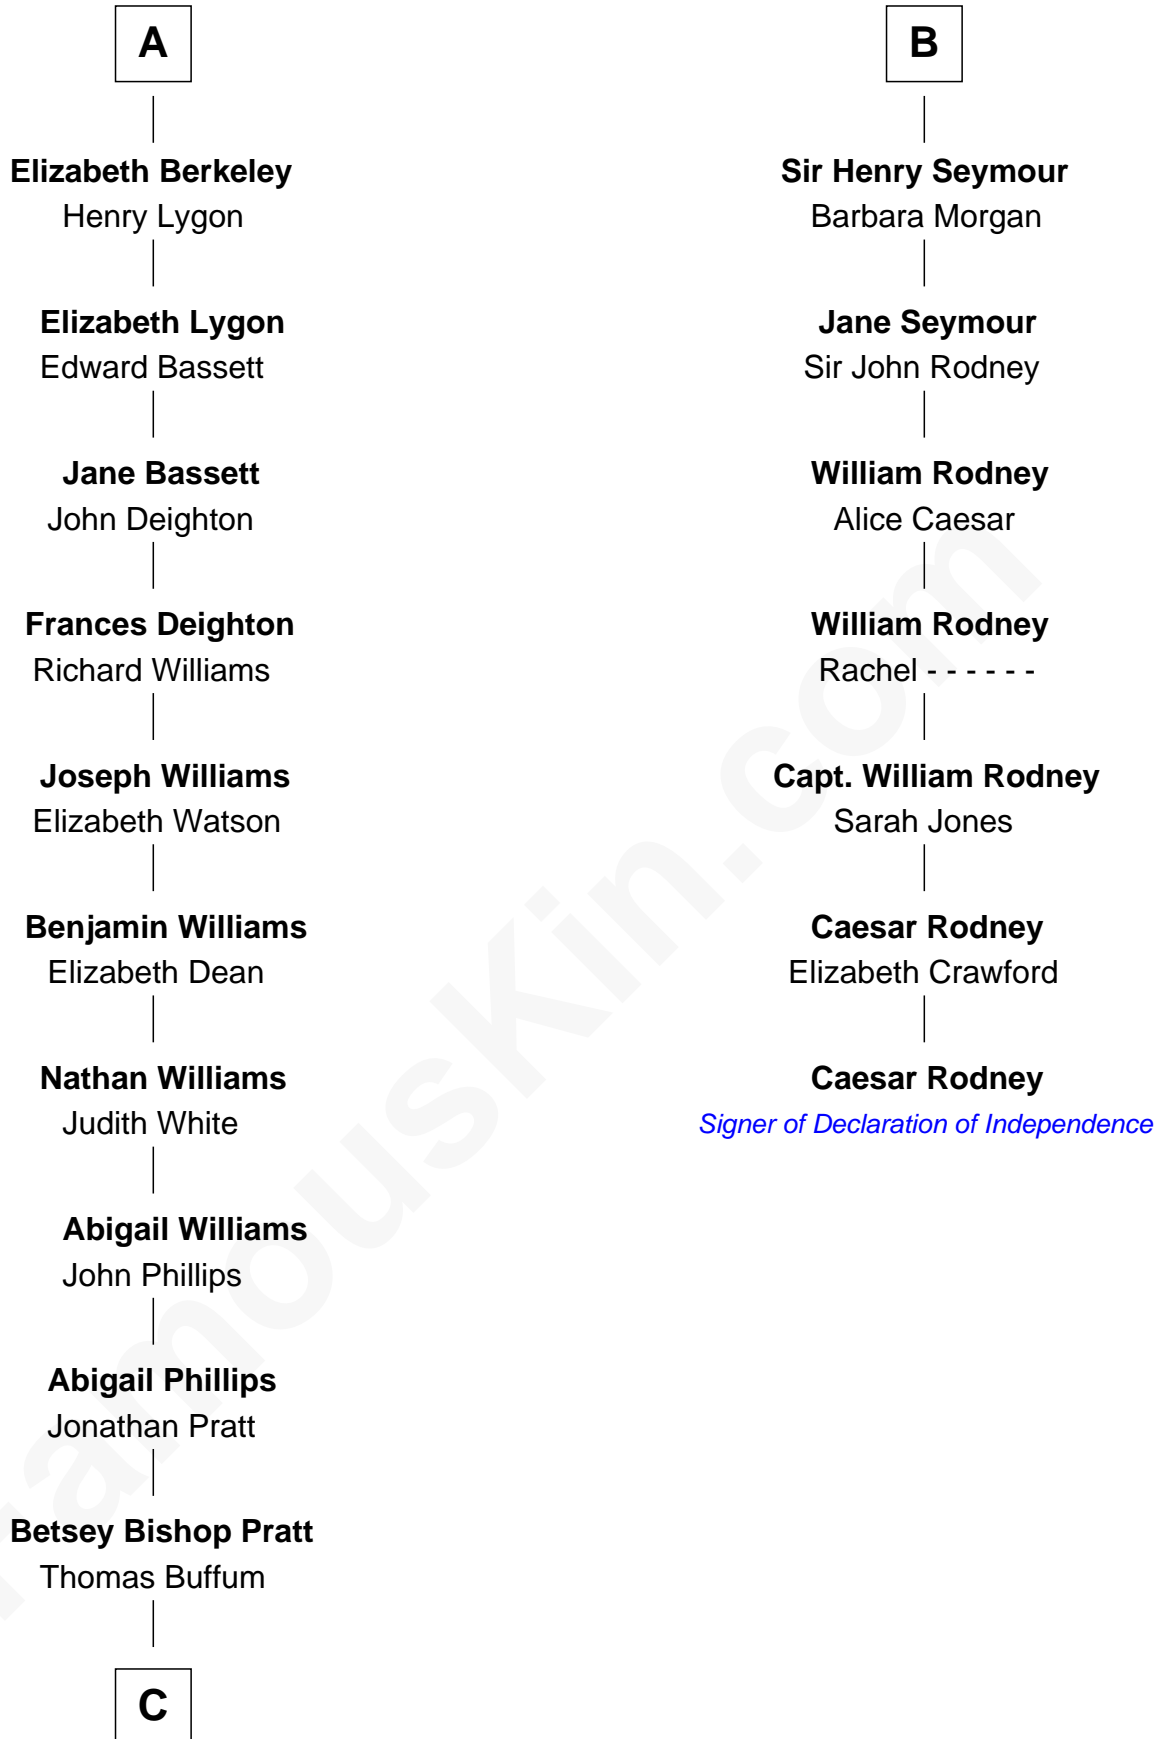 A
Elizabeth Berkeley
Henry Lygon
Elizabeth Lygon
Edward Bassett
Jane Bassett
John Deighton
Frances Deighton
Richard Williams
Joseph Williams
Elizabeth Watson
Benjamin Williams
Elizabeth Dean
Nathan Williams
Judith White
Abigail Williams
John Phillips
Abigail Phillips
Jonathan Pratt
Betsey Bishop Pratt
Thomas Buffum
C
B
Sir Henry Seymour
Barbara Morgan
Jane Seymour
Sir John Rodney
William Rodney
Alice Caesar
William Rodney
Rachel - - - - - -
Capt. William Rodney
Sarah Jones
Caesar Rodney
Elizabeth Crawford
Caesar Rodney
Signer of Declaration of Independence
FamousKin.com